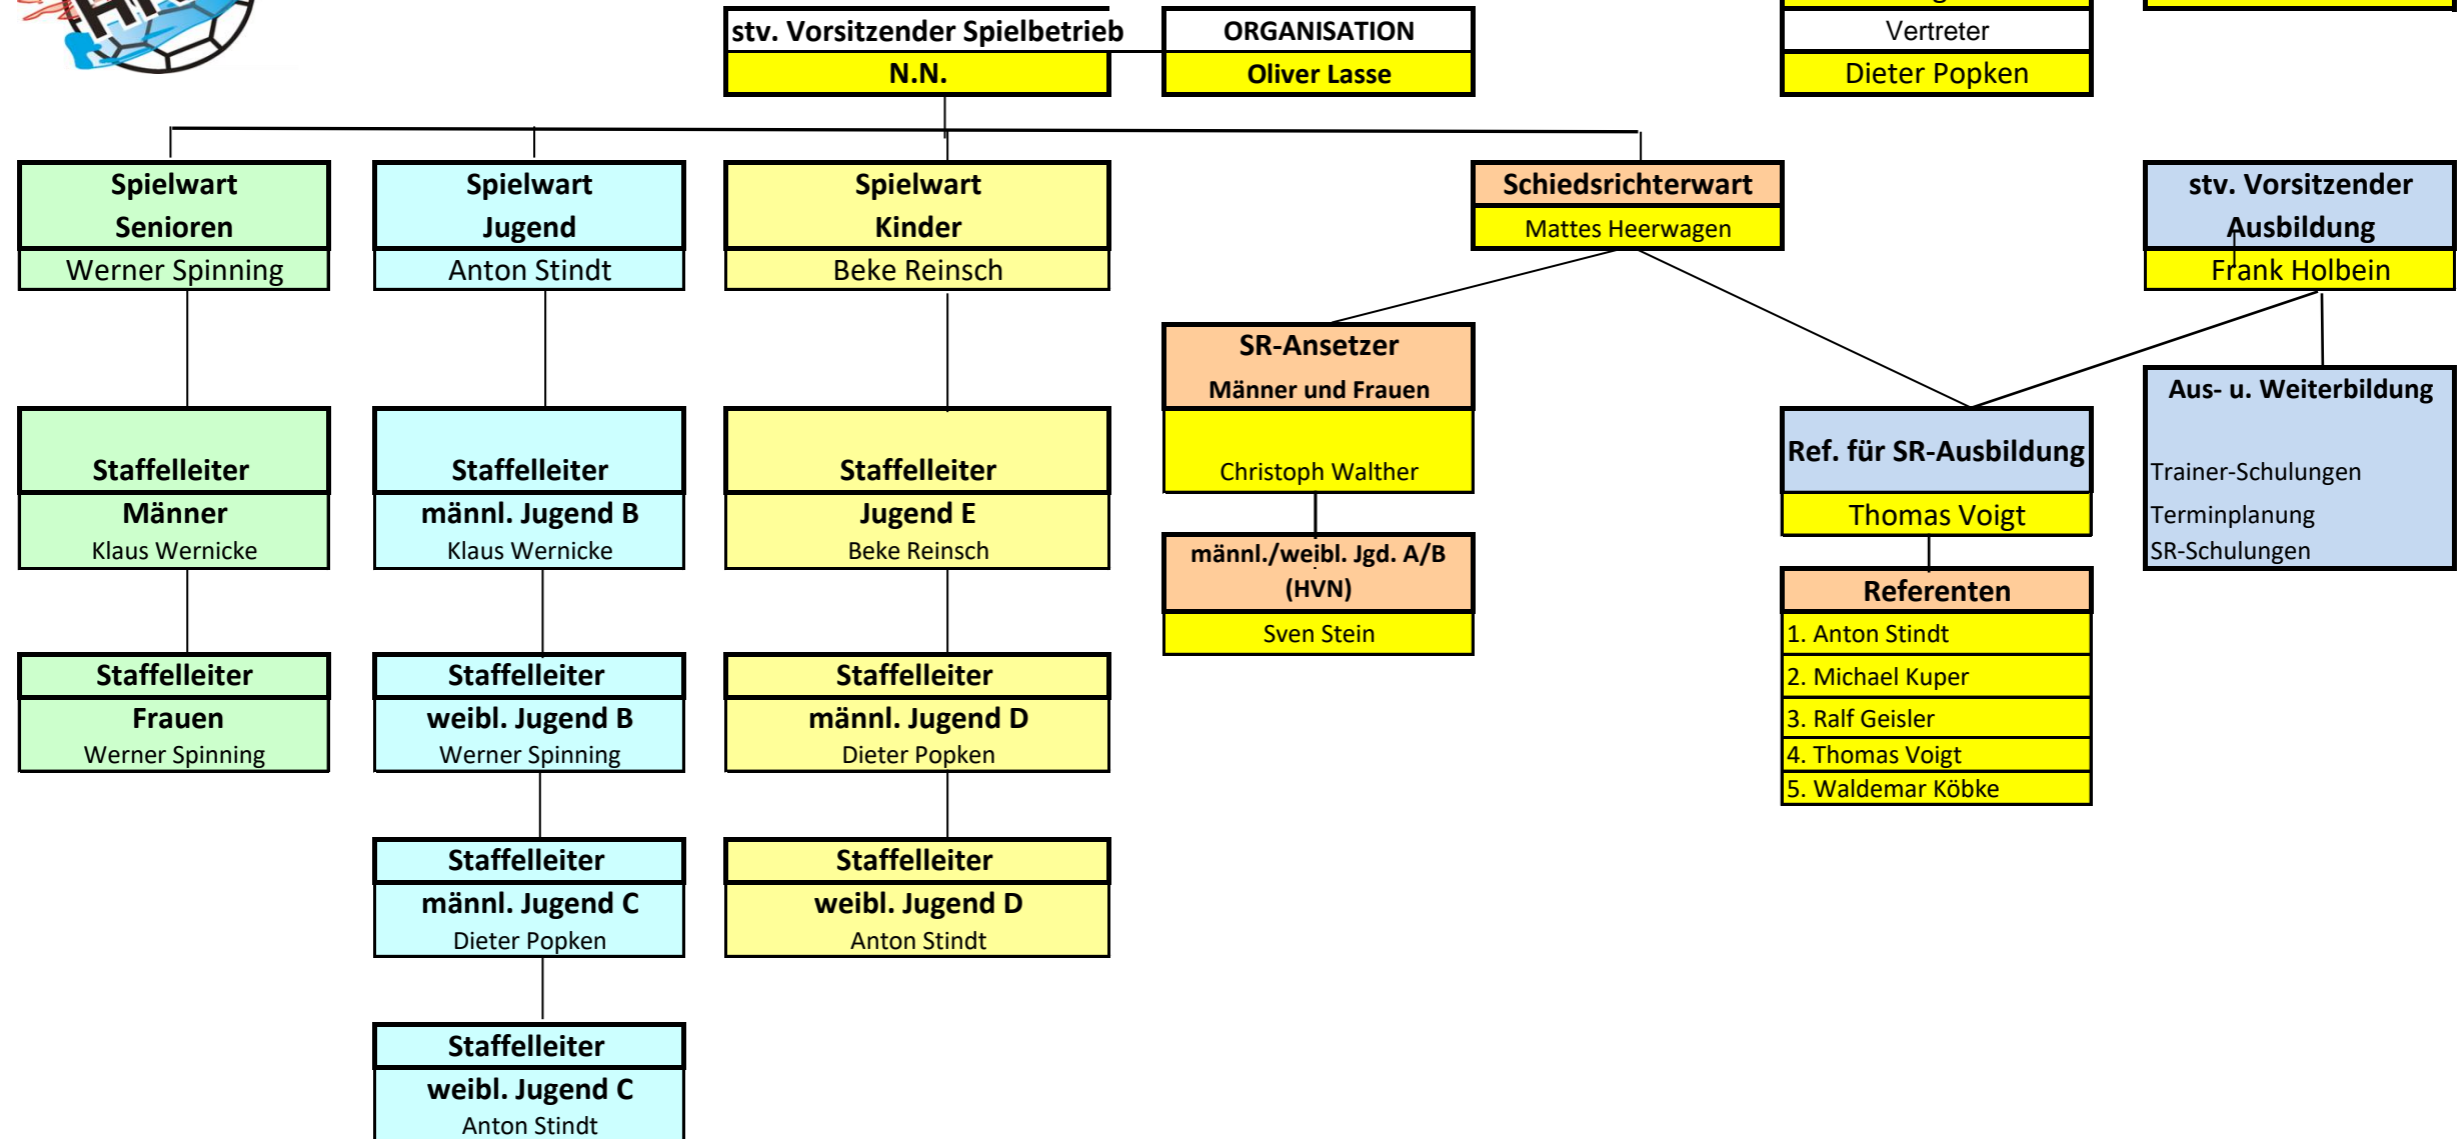 stv. Vorsitzender Spielbetrieb
N.N.
ORGANISATION
Oliver Lasse
Vertreter
Dieter Popken
Spielwart
Senioren
Werner Spinning
Spielwart
Jugend
Anton Stindt
Spielwart
Kinder
Beke Reinsch
Schiedsrichterwart
Mattes Heerwagen
stv. Vorsitzender
Ausbildung
Frank Holbein
SR-Ansetzer
Männer und Frauen
Christoph Walther
männl./weibl. Jgd. A/B
(HVN)
Sven Stein
Ref. für SR-Ausbildung
Thomas Voigt
Referenten
1. Anton Stindt
2. Michael Kuper
3. Ralf Geisler
4. Thomas Voigt
5. Waldemar Köbke
Aus- u. Weiterbildung
Trainer-Schulungen
Terminplanung
SR-Schulungen
Staffelleiter
Männer
Klaus Wernicke
Staffelleiter
Frauen
Werner Spinning
Staffelleiter
männl. Jugend B
Klaus Wernicke
Staffelleiter
weibl. Jugend B
Werner Spinning
Staffelleiter
männl. Jugend C
Dieter Popken
Staffelleiter
weibl. Jugend C
Anton Stindt
Staffelleiter
Jugend E
Beke Reinsch
Staffelleiter
männl. Jugend D
Dieter Popken
Staffelleiter
weibl. Jugend D
Anton Stindt